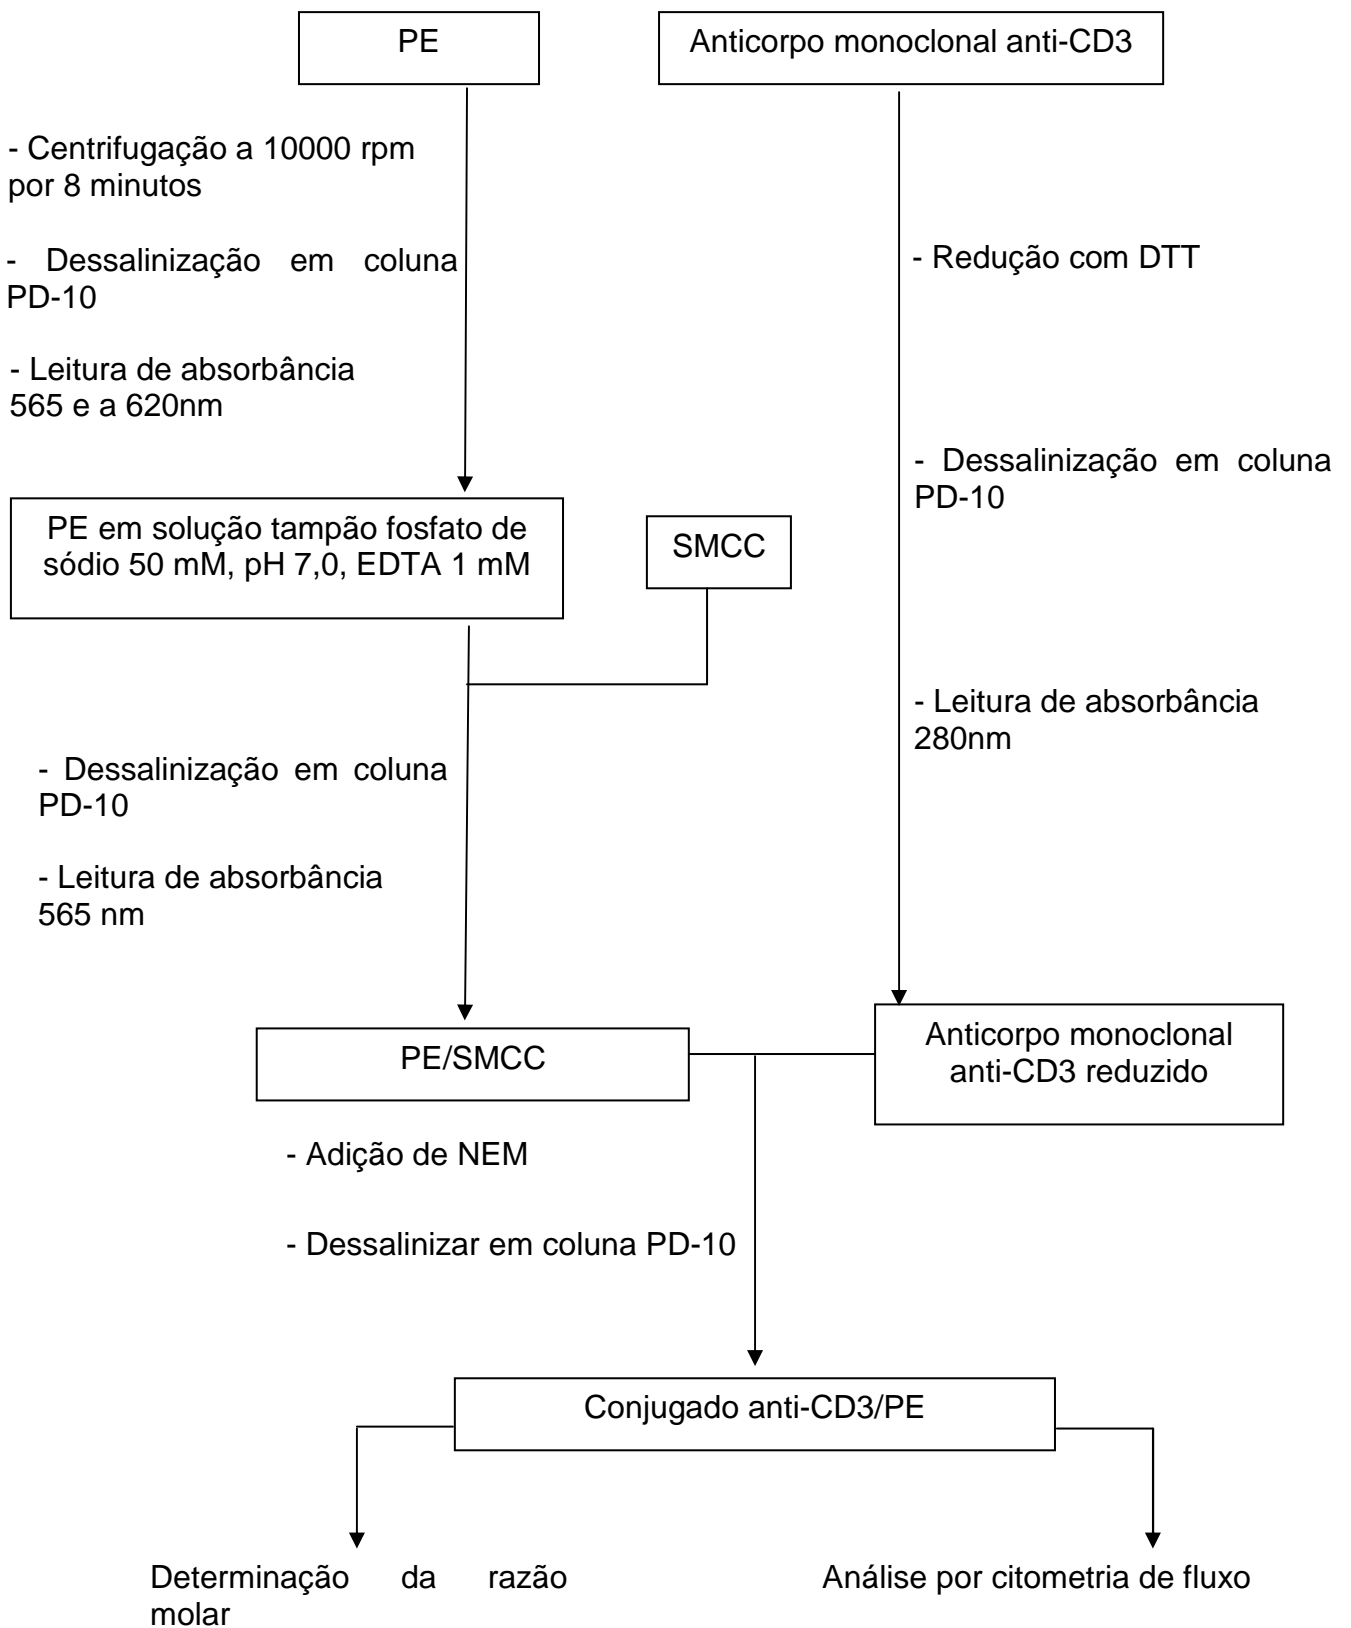 PE
Anticorpo monoclonal anti-CD3
- Centrifugação a 10000 rpm
por 8 minutos
- Dessalinização em coluna
PD-10
- Leitura de absorbância
565 e a 620nm
- Redução com DTT
- Dessalinização em coluna
PD-10
- Leitura de absorbância
280nm
PE em solução tampão fosfato de
sódio 50 mM, pH 7,0, EDTA 1 mM
SMCC
- Dessalinização em coluna
PD-10
- Leitura de absorbância
565 nm
PE/SMCC
Anticorpo monoclonal
anti-CD3 reduzido
- Adição de NEM
- Dessalinizar em coluna PD-10
Conjugado anti-CD3/PE
Determinação da razão
molar
Análise por citometria de fluxo